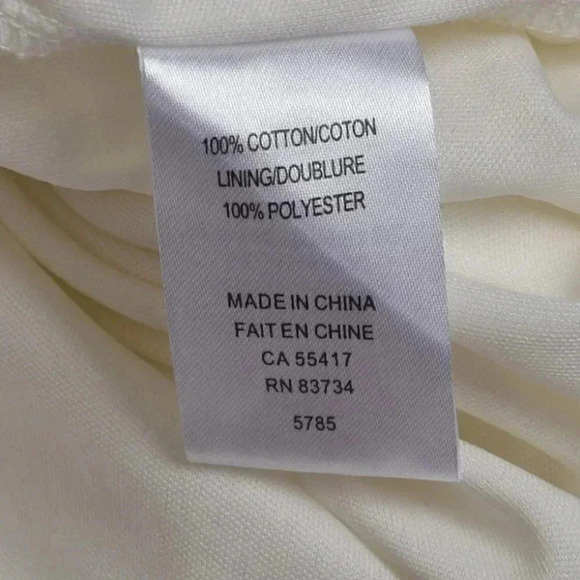 100% COTTON/COTON
LINING/DOUBLURE
100% POLYESTER
MADE IN CHINA
FAIT EN CHINE
CA 55417
RN 83734
5785